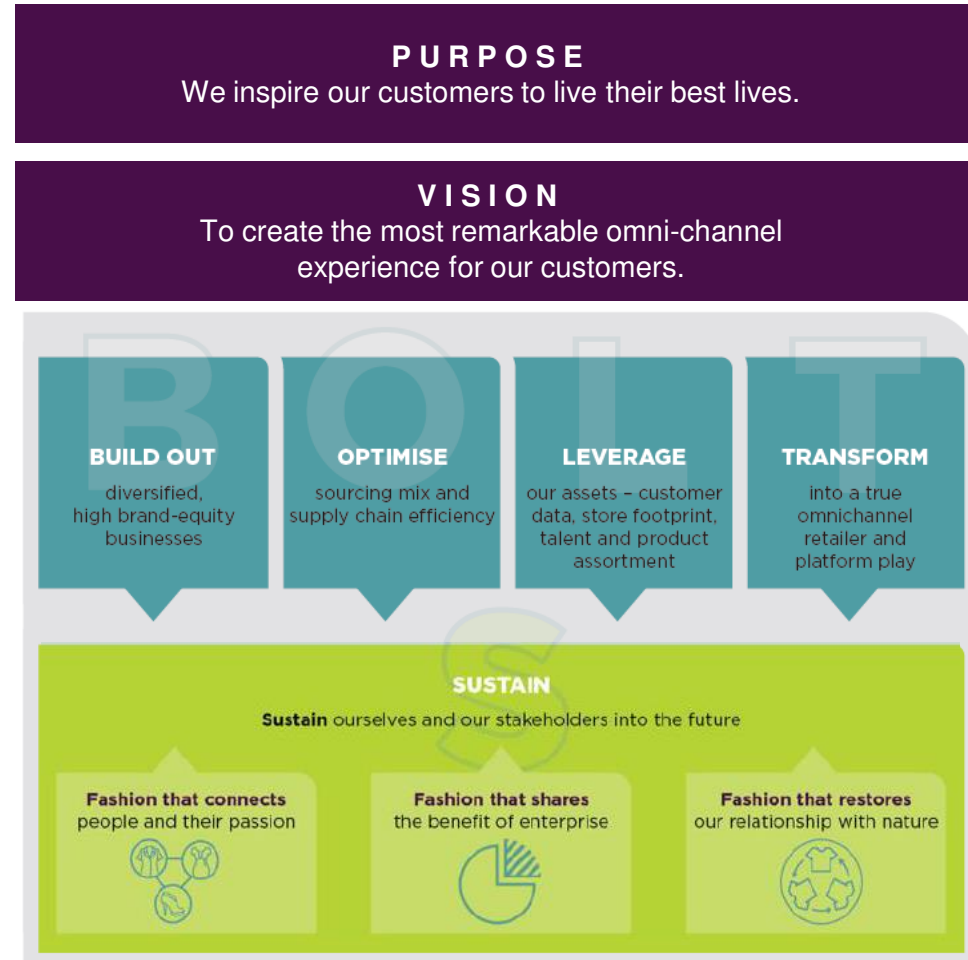 PURPOSE
We inspire our customers to live their best lives.
VISION
To create the most remarkable omni-channel
experience for our customers.
B O L T
BUILD OUT
diversified,
high brand-equity
businesses
OPTIMISE
sourcing mix and
supply chain efficiency
LEVERAGE
our assets – customer
data, store footprint,
talent and product
assortment
TRANSFORM
into a true
omnichannel
retailer and
platform play
S
SUSTAIN
Sustain ourselves and our stakeholders into the future
Fashion that connects
people and their passion
Fashion that shares
the benefit of enterprise
Fashion that restores
our relationship with nature